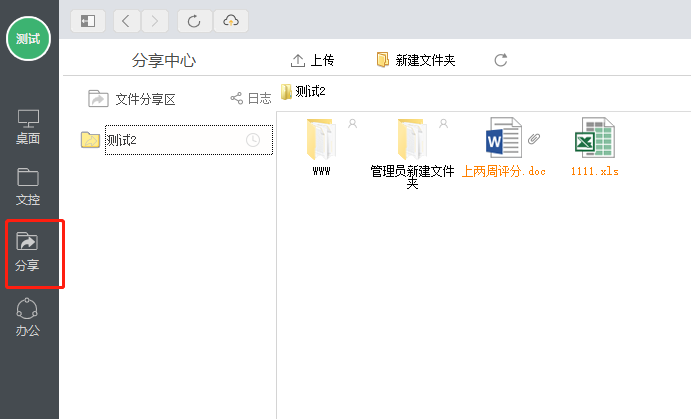 测试
桌面
文控
分享
办公
分享中心
文件分享区
日志
测试2
上传
新建文件夹
测试2
www
管理员新建文件
夹
上两周评分.doc
1111.xls